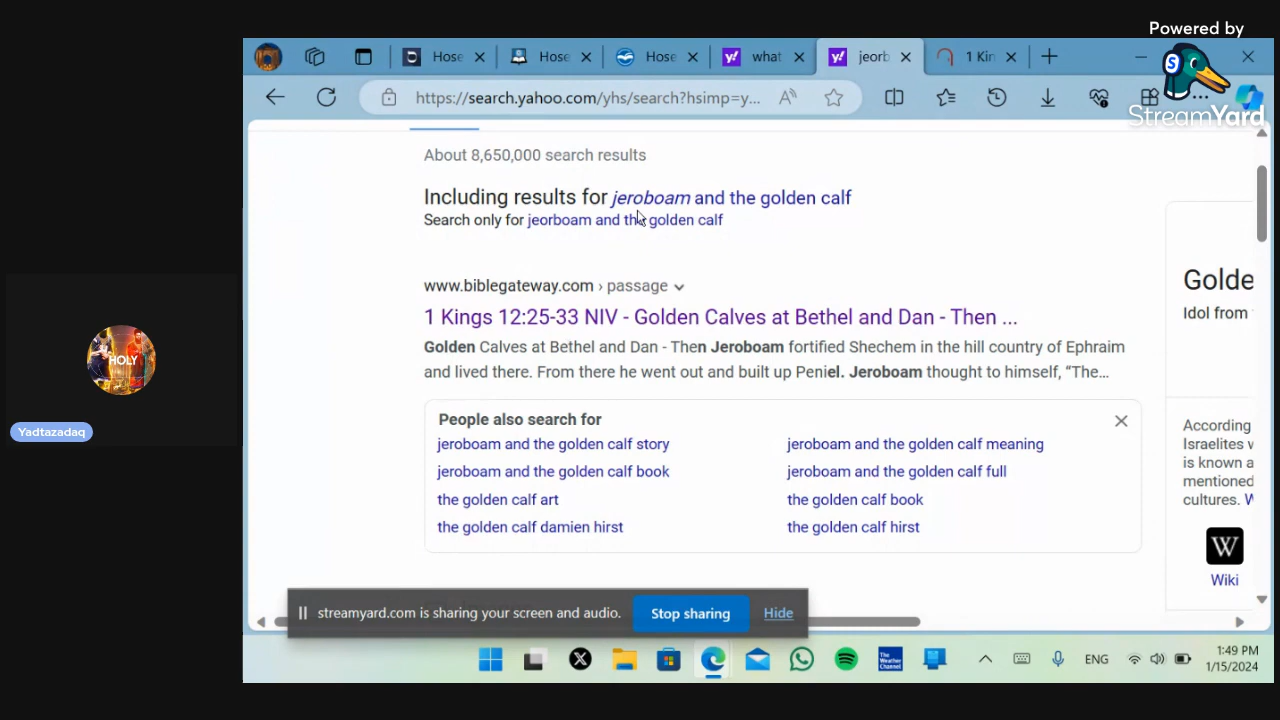 Powered by
StreamYard
Hose
Hose
Hose
what
jeorb
1 Kin
https://search.yahoo.com/yhs/search?hsimp=y...
About 8,650,000 search results
Including results for jeroboam and the golden calf
Search only for jeorboam and the golden calf
www.biblegateway.com › passage
1 Kings 12:25-33 NIV - Golden Calves at Bethel and Dan - Then ...
Golden Calves at Bethel and Dan - Then Jeroboam fortified Shechem in the hill country of Ephraim
and lived there. From there he went out and built up Peniel. Jeroboam thought to himself, “The...
People also search for
jeroboam and the golden calf story
jeroboam and the golden calf meaning
jeroboam and the golden calf book
jeroboam and the golden calf full
the golden calf art
the golden calf book
the golden calf damien hirst
the golden calf hirst
Golde
Idol from
According
Israelites w
is known a
mentioned
cultures. W
W
Wiki
HOLY
Yadtazadaq
streamyard.com is sharing your screen and audio.
Stop sharing
Hide
The Weather Channel
ENG
1:49 PM
1/15/2024